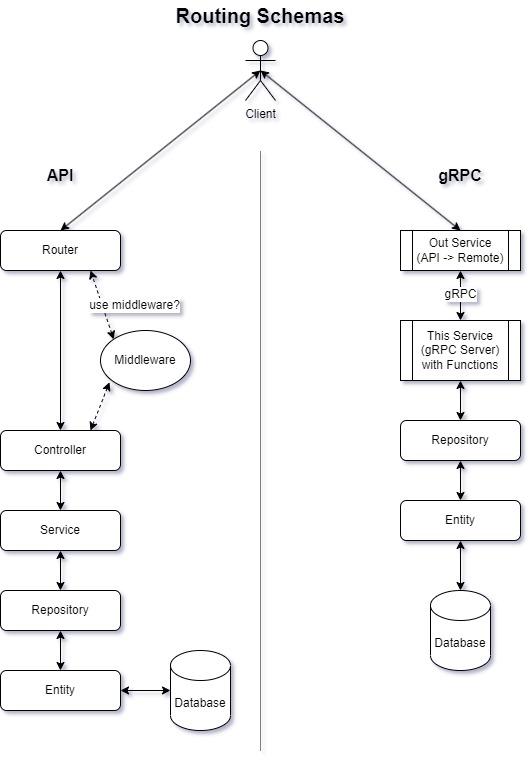 Routing Schemas
Client
API
Router
use middleware?
Middleware
Controller
Service
Repository
Entity
Database
gRPC
Out Service
(API -> Remote)
gRPC
This Service
(gRPC Server)
with Functions
Repository
Entity
Database